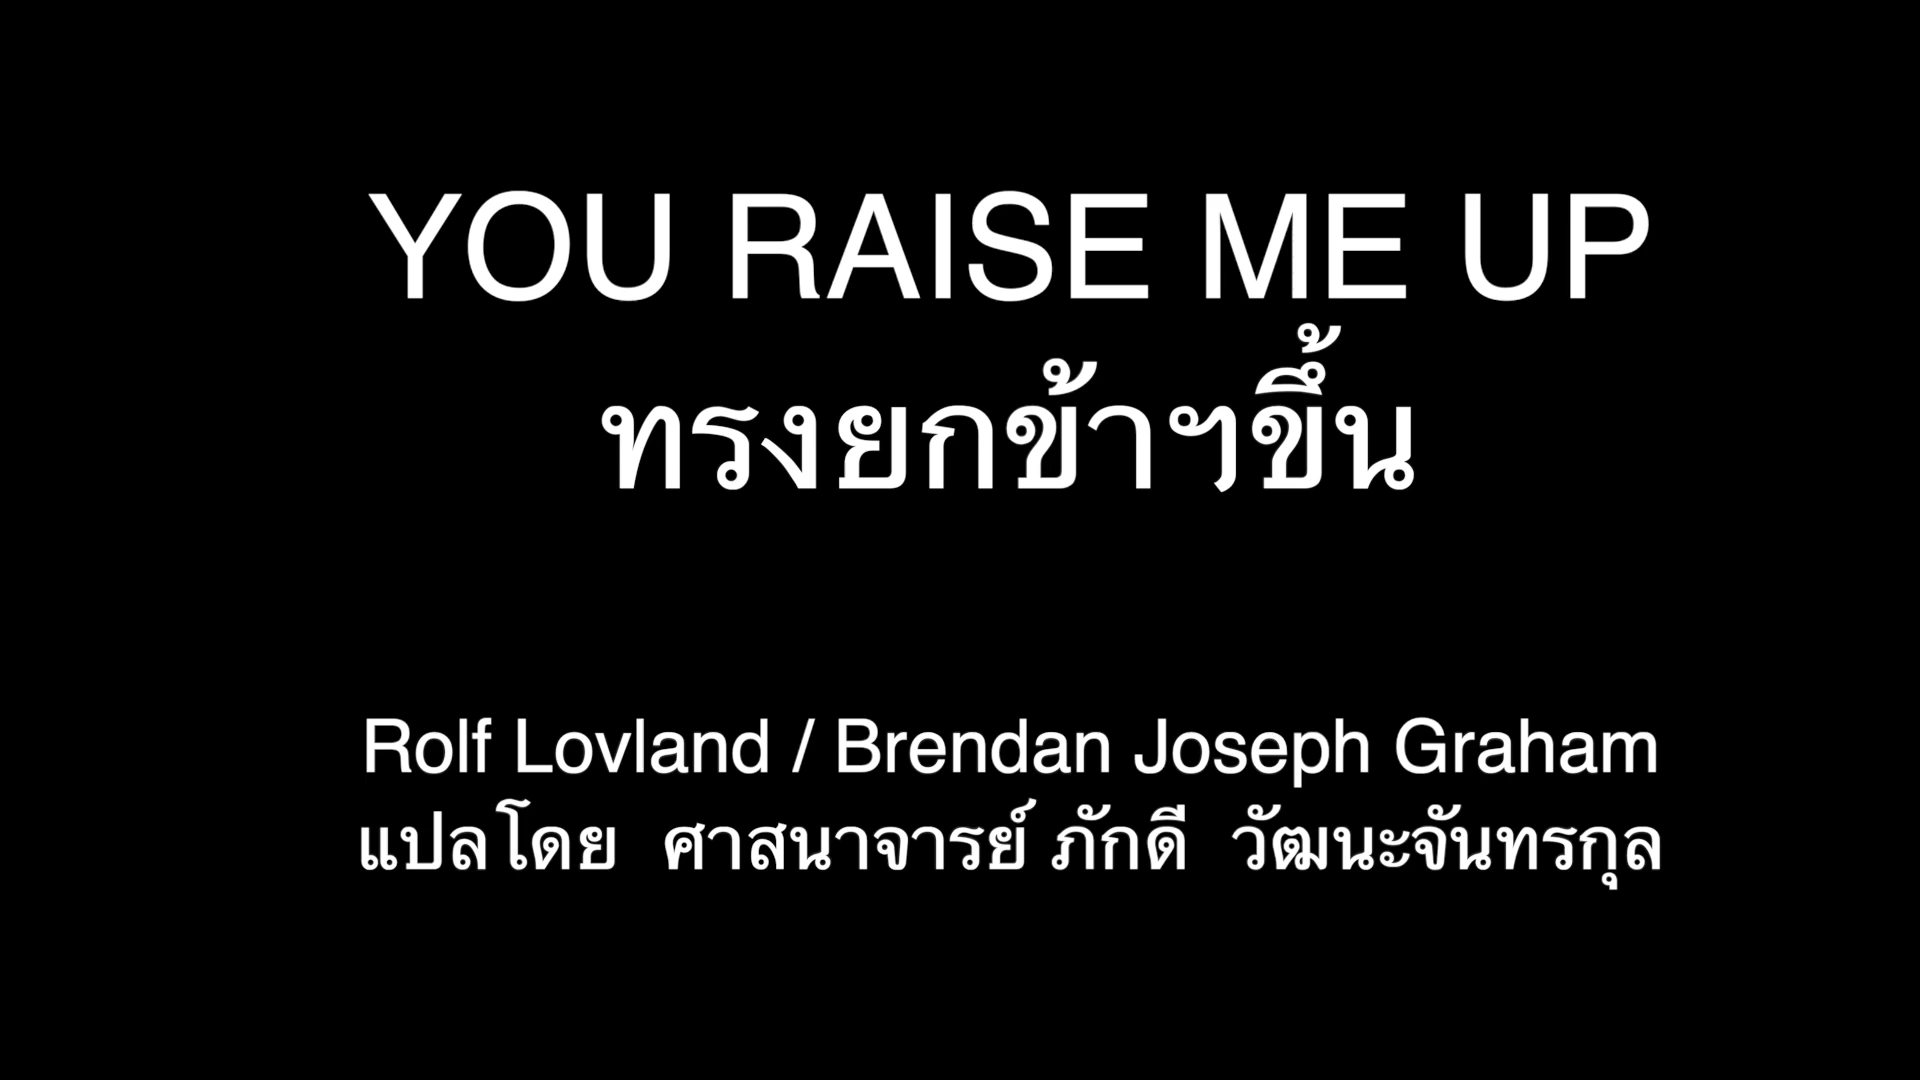 YOU RAISE ME UP
ทรงยกข้าฯขึ้น
Rolf Lovland / Brendan Joseph Graham
แปลโดย ศาสนาจารย์ ภักดี วัฒนะจันทรกุล